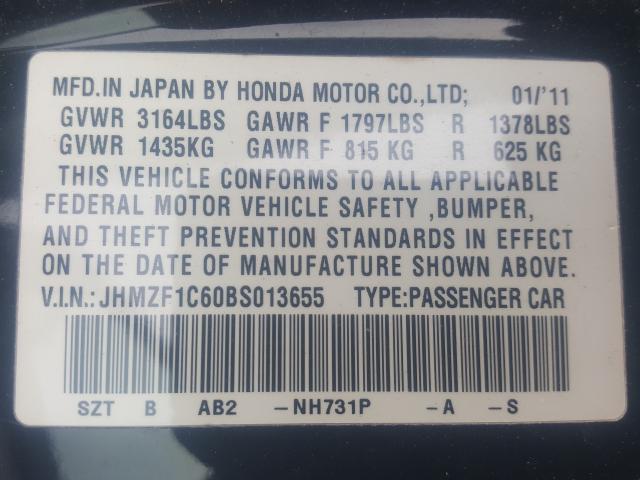 MFD.IN JAPAN BY HONDA MOTOR CO.,LTD; 01/'11
GVWR 3164LBS GAWR F 1797LBS R 1378LBS
GVWR 1435KG GAWR F 815 KG R 625 KG
THIS VEHICLE CONFORMS TO ALL APPLICABLE
FEDERAL MOTOR VEHICLE SAFETY ,BUMPER,
AND THEFT PREVENTION STANDARDS IN EFFECT
ON THE DATE OF MANUFACTURE SHOWN ABOVE.
V.I.N.:JHMZF1C60BS013655 TYPE:PASSENGER CAR
SZT B AB2 -NH731P -A -S